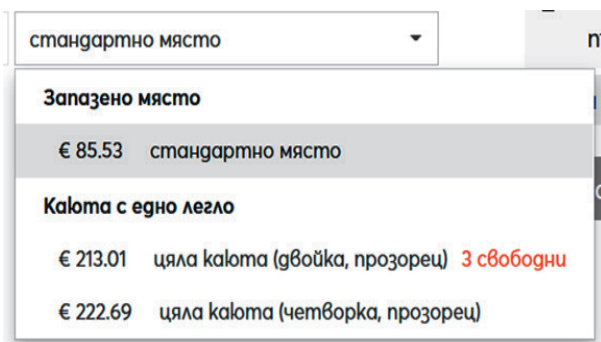 стандартно място
Запазено място
€ 85.53 стандартно място
Каюта с едно легло
€ 213.01 цяла каюта (двойка, прозорец) 3 свободни
€ 222.69 цяла каюта (четворка, прозорец)